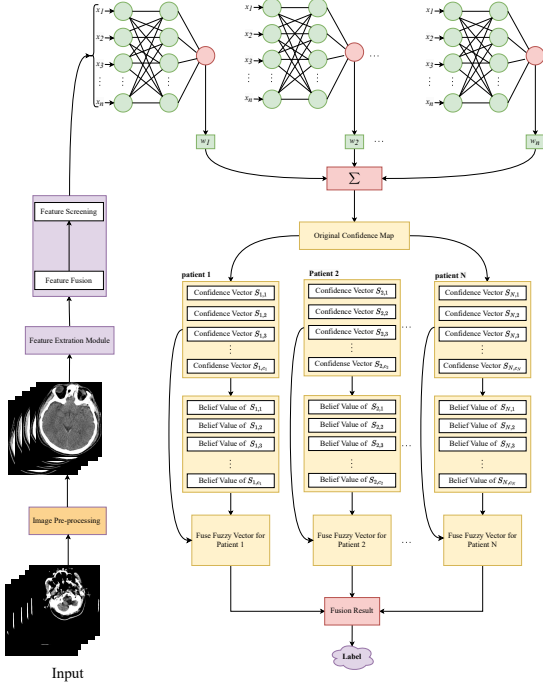 x1
x2
x3
xn
x1
x2
x3
xn
...
x1
x2
x3
xn
w1
w2
...
wn
∑
Feature Screening
Feature Fusion
Feature Extration Module
Image Pre-processing
Input
Original Confidence Map
patient 1
Confidence Vector S1,1
Confidence Vector S1,2
Confidence Vector S1,3
Confidense Vector S1,c1
Belief Value of S1,1
Belief Value of S1,2
Belief Value of S1,3
Belief Value of S1,c1
Fuse Fuzzy Vector for
Patient 1
Patient 2
Confidence Vector S2,1
Confidence Vector S2,2
Confidence Vector S2,3
Confidense Vector S2,c2
Belief Value of S2,1
Belief Value of S2,2
Belief Value of S2,3
Belief Value of S2,c2
Fuse Fuzzy Vector for
Patient 2
...
...
...
patient N
Confidence Vector SN,1
Confidence Vector SN,2
Confidence Vector SN,3
Confidense Vector SN,cN
Belief Value of SN,1
Belief Value of SN,2
Belief Value of SN,3
Belief Value of SN,cN
Fuse Fuzzy Vector for
Patient N
Fusion Result
Label